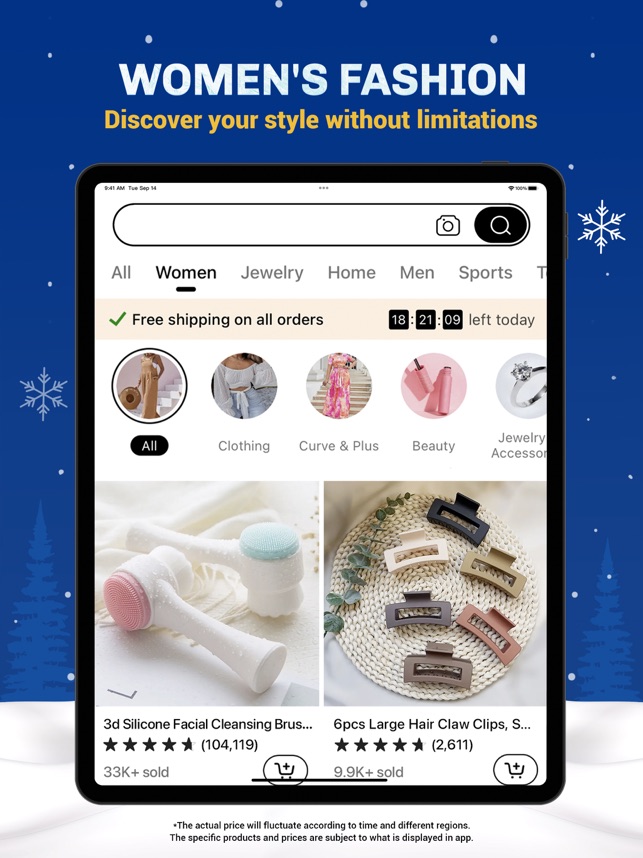 WOMEN'S FASHION
Discover your style without limitations
9:41 AM Tue Sep 14
100%
All Women Jewelry Home Men Sports T
Free shipping on all orders 18:21:09 left today
All Clothing Curve & Plus Beauty Jewelry
Accessor
3d Silicone Facial Cleansing Brus... 6pcs Large Hair Claw Clips, S...
(104,119) (2,611)
33K+ sold 9.9K+ sold
*The actual price will fluctuate according to time and different regions.
The specific products and prices are subject to what is displayed in app.